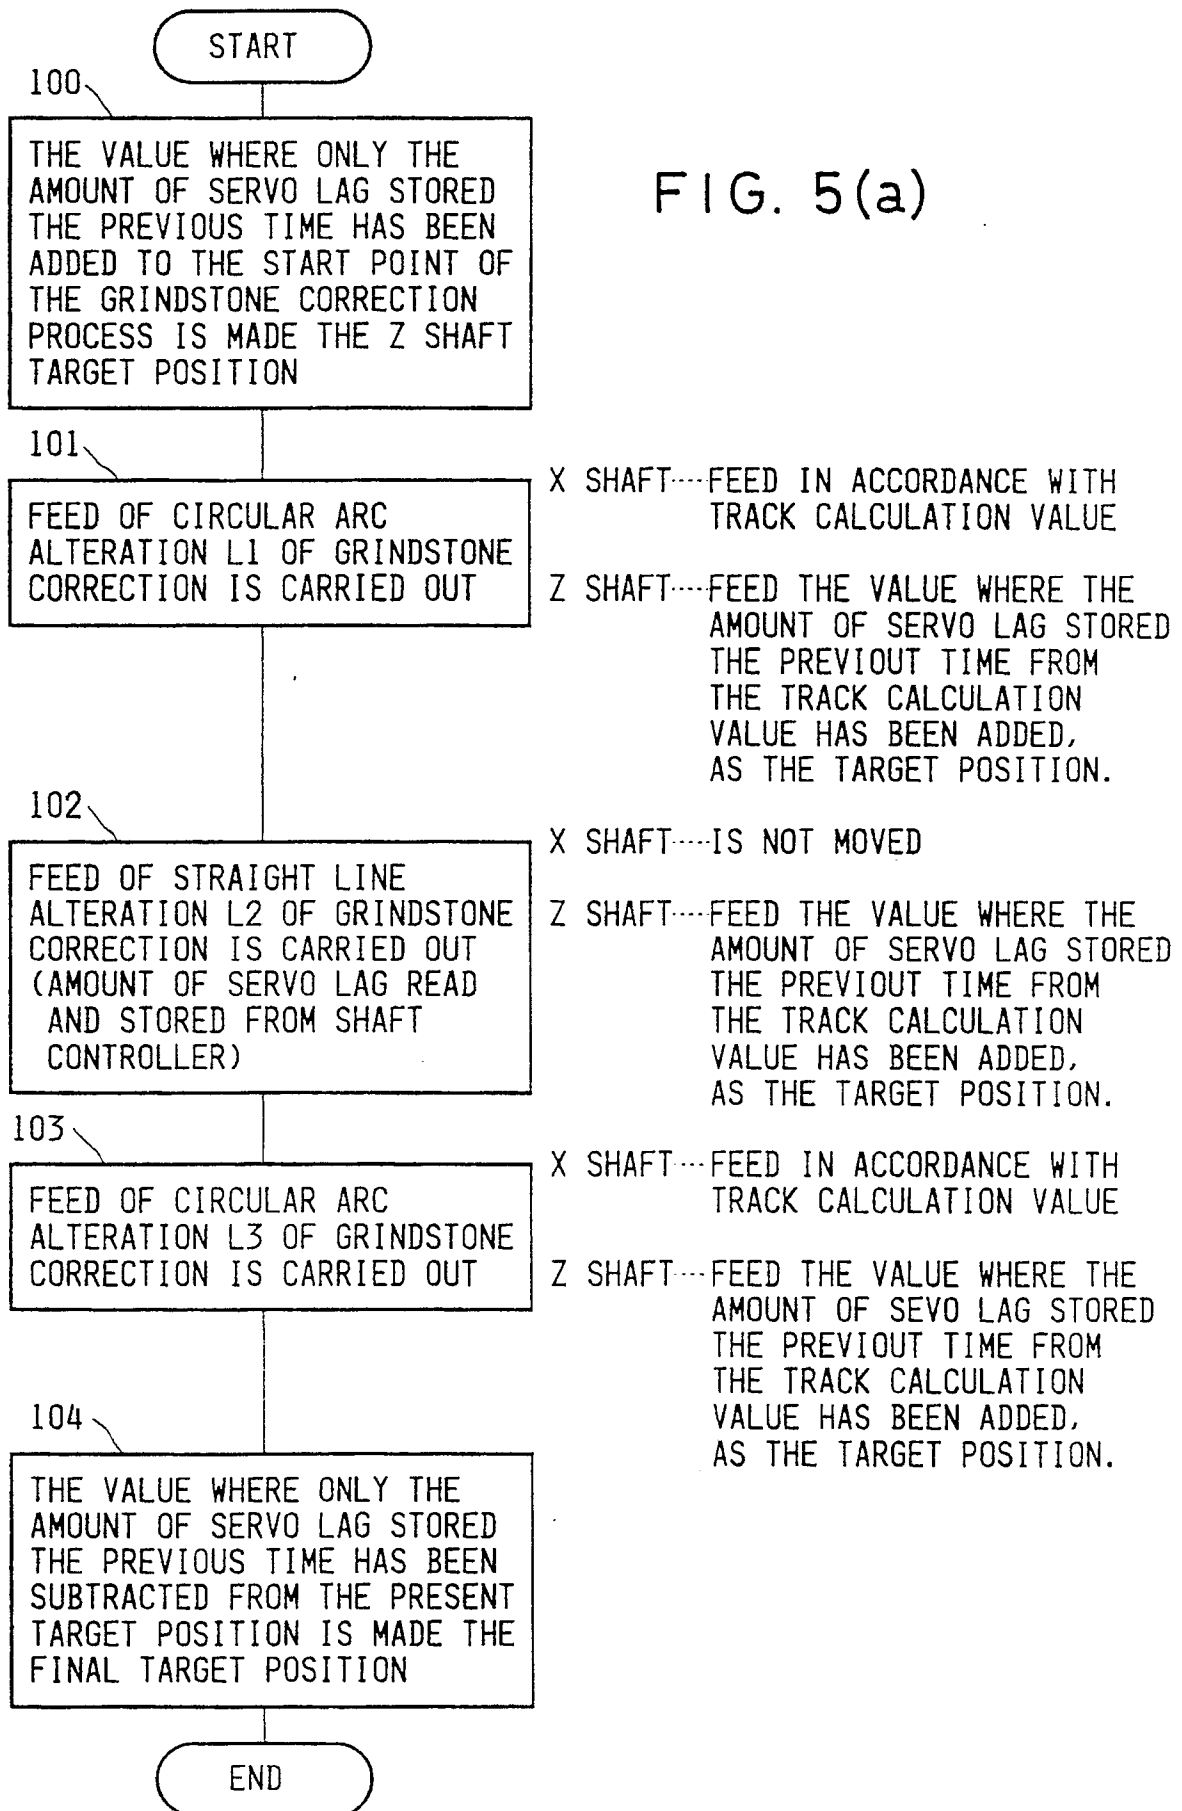 START
100
THE VALUE WHERE ONLY THE
AMOUNT OF SERVO LAG STORED
THE PREVIOUS TIME HAS BEEN
ADDED TO THE START POINT OF
THE GRINDSTONE CORRECTION
PROCESS IS MADE THE Z SHAFT
TARGET POSITION
FIG. 5(a)
101
FEED OF CIRCULAR ARC
ALTERATION L1 OF GRINDSTONE
CORRECTION IS CARRIED OUT
X SHAFT····FEED IN ACCORDANCE WITH
TRACK CALCULATION VALUE
Z SHAFT····FEED THE VALUE WHERE THE
AMOUNT OF SERVO LAG STORED
THE PREVIOUT TIME FROM
THE TRACK CALCULATION
VALUE HAS BEEN ADDED,
AS THE TARGET POSITION.
102
FEED OF STRAIGHT LINE
ALTERATION L2 OF GRINDSTONE
CORRECTION IS CARRIED OUT
(AMOUNT OF SERVO LAG READ
AND STORED FROM SHAFT
CONTROLLER)
X SHAFT·····IS NOT MOVED
Z SHAFT····FEED THE VALUE WHERE THE
AMOUNT OF SERVO LAG STORED
THE PREVIOUT TIME FROM
THE TRACK CALCULATION
VALUE HAS BEEN ADDED,
AS THE TARGET POSITION.
103
FEED OF CIRCULAR ARC
ALTERATION L3 OF GRINDSTONE
CORRECTION IS CARRIED OUT
X SHAFT····FEED IN ACCORDANCE WITH
TRACK CALCULATION VALUE
Z SHAFT····FEED THE VALUE WHERE THE
AMOUNT OF SEVO LAG STORED
THE PREVIOUT TIME FROM
THE TRACK CALCULATION
VALUE HAS BEEN ADDED,
AS THE TARGET POSITION.
104
THE VALUE WHERE ONLY THE
AMOUNT OF SERVO LAG STORED
THE PREVIOUS TIME HAS BEEN
SUBTRACTED FROM THE PRESENT
TARGET POSITION IS MADE THE
FINAL TARGET POSITION
END